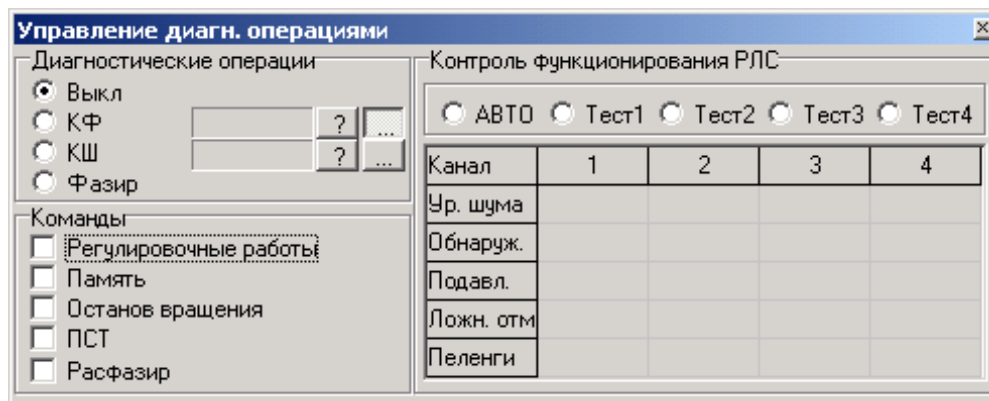 Управление диагн. операциями
Диагностические операции
Выкл
КФ ? ...
КШ ? ...
Фазир
Команды
Регулировочные работы
Память
Останов вращения
ПСТ
Расфазир
Контроль функционирования РЛС
АВТО Тест1 Тест2 Тест3 Тест4
Канал 1 2 3 4
Ур. шума
Обнаруж.
Подавл.
Ложн. отм
Пеленги